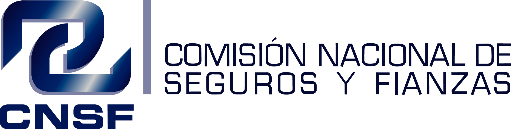 CNSF
COMISIÓN NACIONAL DE
SEGUROS Y FIANZAS